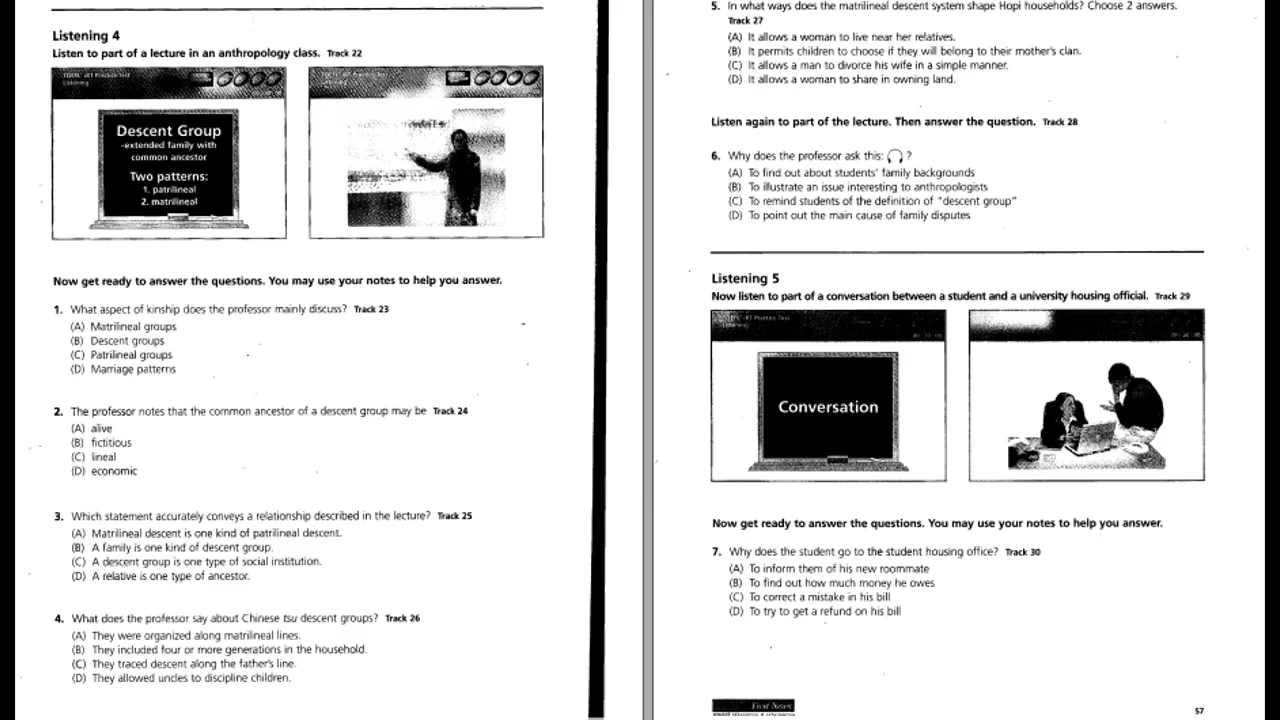 Listening 4
Listen to part of a lecture in an anthropology class. Track 22
TOEFL iBT Practice Test
Listening
Descent Group
-extended family with
common ancestor
Two patterns:
1. patrilineal
2. matrilineal
Now get ready to answer the questions. You may use your notes to help you answer.
1. What aspect of kinship does the professor mainly discuss? Track 23
(A) Matrilineal groups
(B) Descent groups
(C) Patrilineal groups
(D) Marriage patterns
2. The professor notes that the common ancestor of a descent group may be Track 24
(A) alive
(B) fictitious
(C) lineal
(D) economic
3. Which statement accurately conveys a relationship described in the lecture? Track 25
(A) Matrilineal descent is one kind of patrilineal descent.
(B) A family is one kind of descent group.
(C) A descent group is one type of social institution.
(D) A relative is one type of ancestor.
4. What does the professor say about Chinese tsu descent groups? Track 26
(A) They were organized along matrilineal lines.
(B) They included four or more generations in the household.
(C) They traced descent along the father's line.
(D) They allowed uncles to discipline children.
5. In what ways does the matrilineal descent system shape Hopi households? Choose 2 answers.
Track 27
(A) It allows a woman to live near her relatives.
(B) It permits children to choose if they will belong to their mother's clan.
(C) It allows a man to divorce his wife in a simple manner.
(D) It allows a woman to share in owning land.
Listen again to part of the lecture. Then answer the question. Track 28
6. Why does the professor ask this: ?
(A) To find out about students' family backgrounds
(B) To illustrate an issue interesting to anthropologists
(C) To remind students of the definition of "descent group"
(D) To point out the main cause of family disputes
Listening 5
Now listen to part of a conversation between a student and a university housing official. Track 29
TOEFL iBT Practice Test
Listening
Conversation
Now get ready to answer the questions. You may use your notes to help you answer.
7. Why does the student go to the student housing office? Track 30
(A) To inform them of his new roommate
(B) To find out how much money he owes
(C) To correct a mistake in his bill
(D) To try to get a refund on his bill
First News
57